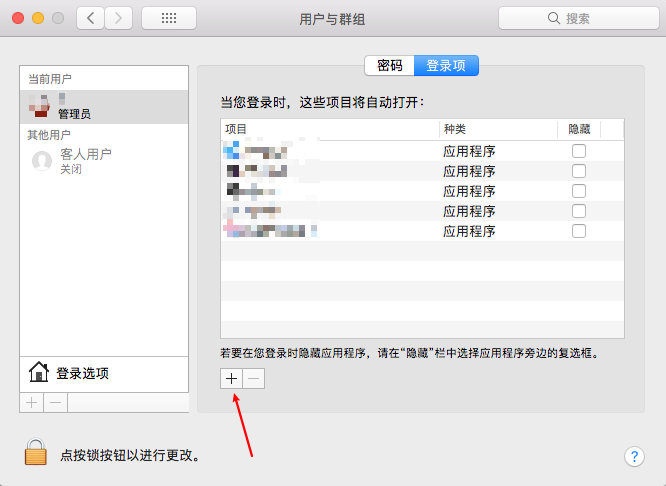 用户与群组
搜索
密码
登录项
当前用户
管理员
其他用户
客人用户
关闭
登录选项
当您登录时，这些项目将自动打开：
项目
种类
隐藏
应用程序
应用程序
应用程序
应用程序
应用程序
若要在您登录时隐藏应用程序，请在“隐藏”栏中选择应用程序旁边的复选框。
点按锁按钮以进行更改。
?